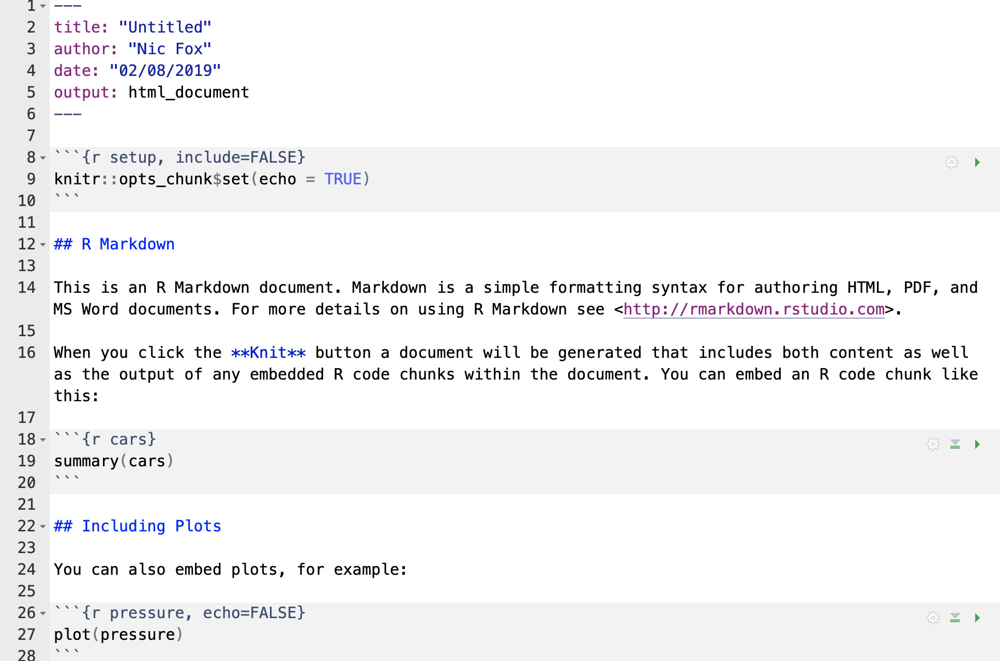 1 ---
2 title: "Untitled"
3 author: "Nic Fox"
4 date: "02/08/2019"
5 output: html_document
6 ---
7
8 ```{r setup, include=FALSE}
9 knitr::opts_chunk$set(echo = TRUE)
10 ```
11
12 ## R Markdown
13
14 This is an R Markdown document. Markdown is a simple formatting syntax for authoring HTML, PDF, and
MS Word documents. For more details on using R Markdown see <http://rmarkdown.rstudio.com>.
15
16 When you click the **Knit** button a document will be generated that includes both content as well
as the output of any embedded R code chunks within the document. You can embed an R code chunk like
this:
17
18 ```{r cars}
19 summary(cars)
20 ```
21
22 ## Including Plots
23
24 You can also embed plots, for example:
25
26 ```{r pressure, echo=FALSE}
27 plot(pressure)
28 ```